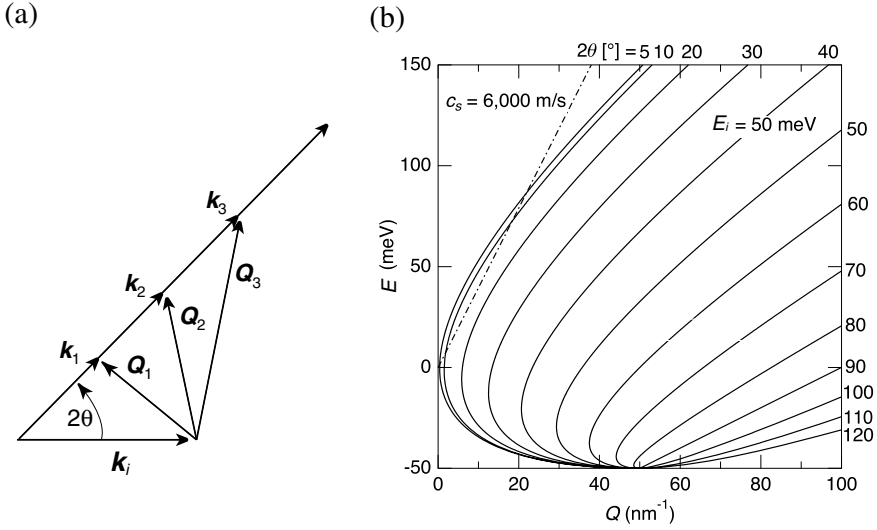 (a)
k₃
k₂
Q₃
Q₂
k₁
Q₁
2θ
kᵢ
(b)
2θ [°] = 5 10 20 40
150
cₛ = 6,000 m/s
Eᵢ = 50 meV
50
100
60
E (meV)
50
70
80
0
90
100
110
-50
120
0 20 40 60 80 100
Q (nm⁻¹)